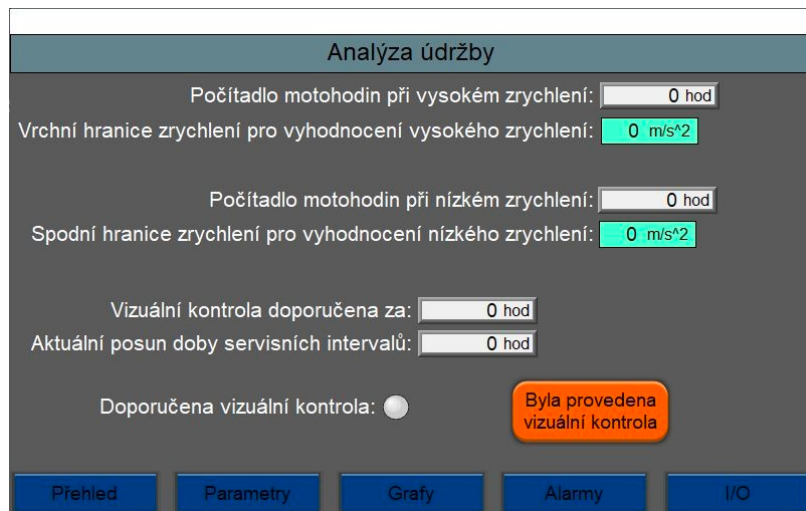 Analýza údržby
Počítadlo motohodin při vysokém zrychlení: 0 hod
Vrchní hranice zrychlení pro vyhodnocení vysokého zrychlení: 0 m/s^2
Počítadlo motohodin při nízkém zrychlení: 0 hod
Spodní hranice zrychlení pro vyhodnocení nízkého zrychlení: 0 m/s^2
Vizuální kontrola doporučena za: 0 hod
Aktuální posun doby servisních intervalů: 0 hod
Doporučena vizuální kontrola:
Byla provedena
vizuální kontrola
Přehled Parametry Grafy Alarmy I/O